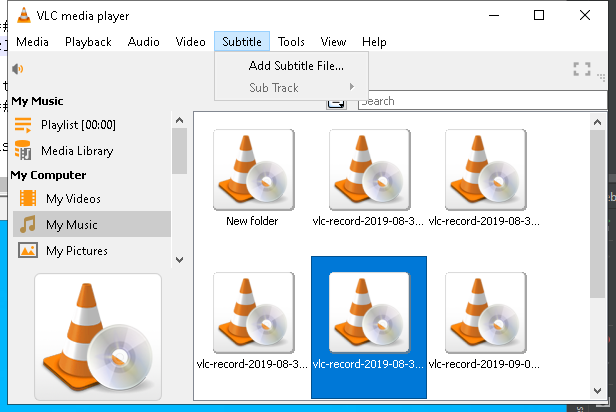 VLC media player
Media Playback Audio Video Subtitle Tools View Help
Add Subtitle File...
Sub Track
Search
My Music
Playlist [00:00]
Media Library
My Computer
My Videos
My Music
My Pictures
New folder
vlc-record-2019-08-3...
vlc-record-2019-08-3...
vlc-record-2019-08-3...
vlc-record-2019-08-3...
vlc-record-2019-09-0...